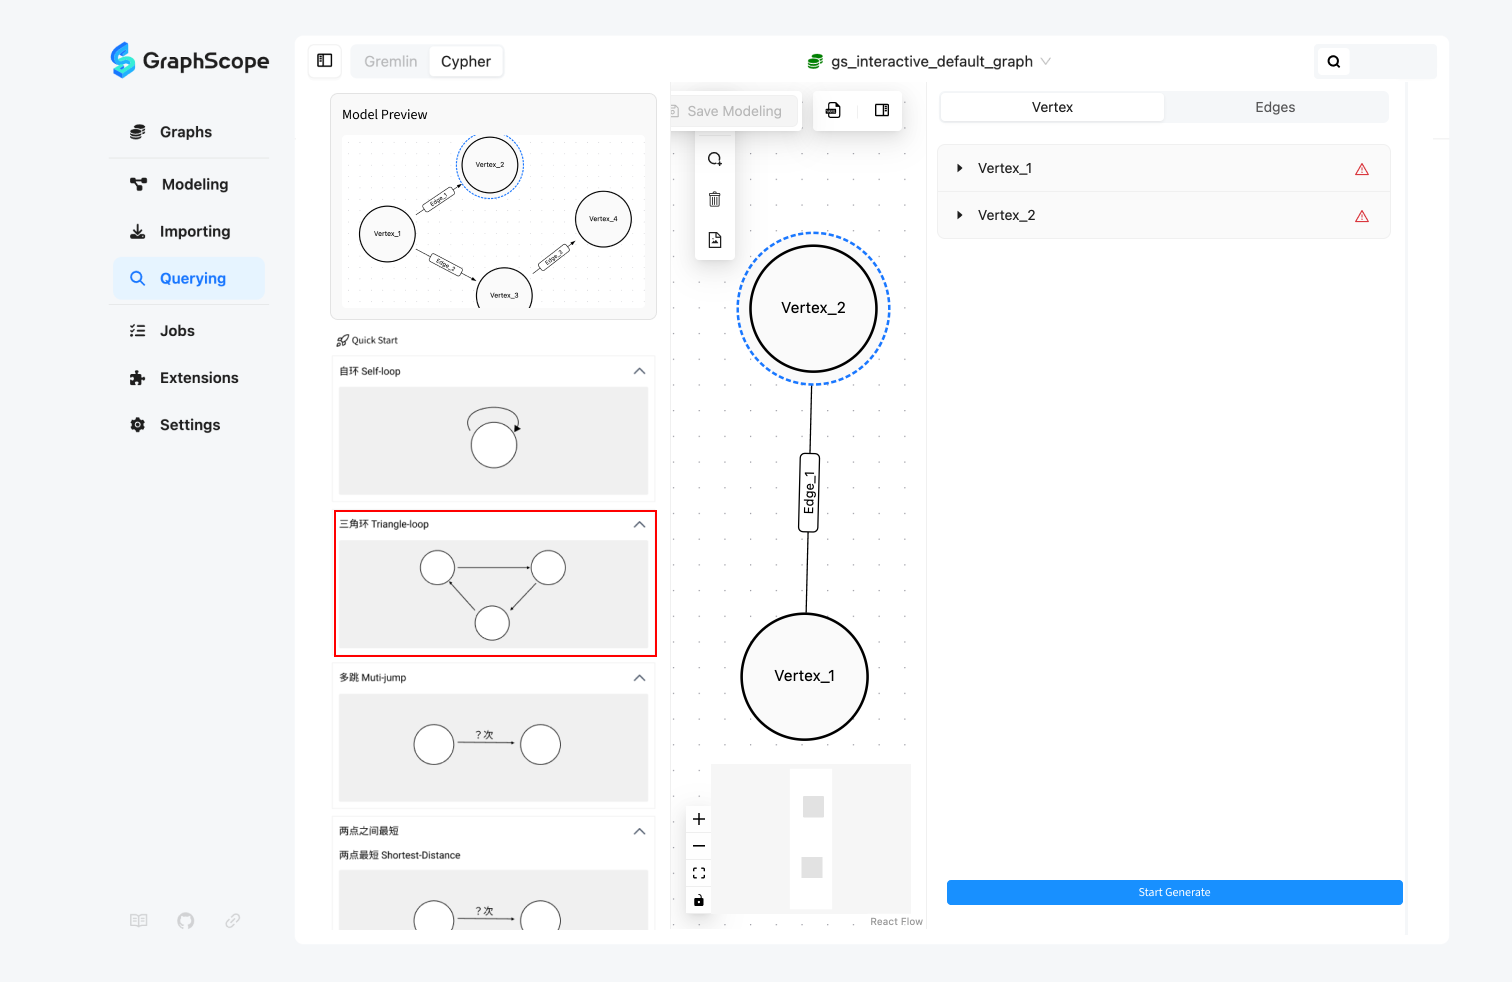 GraphScope
Gremlin
Cypher
gs_interactive_default_graph
Graphs
Modeling
Importing
Querying
Jobs
Extensions
Settings
Model Preview
Vertex_2
Edge_1
Vertex_4
Vertex_1
Edge_2
Edge_3
Vertex_3
Quick Start
自环 Self-loop
三角环 Triangle-loop
多跳 Muti-jump
? 次
两点之间最短
两点最短 Shortest-Distance
? 次
Save Modeling
Vertex_2
Edge_1
Vertex_1
React Flow
Vertex
Edges
Vertex_1
Vertex_2
Start Generate